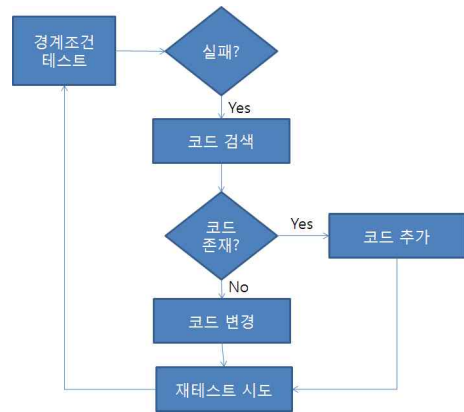 경계조건
테스트
실패?
Yes
코드 검색
코드
존재?
Yes
코드 추가
No
코드 변경
재테스트 시도